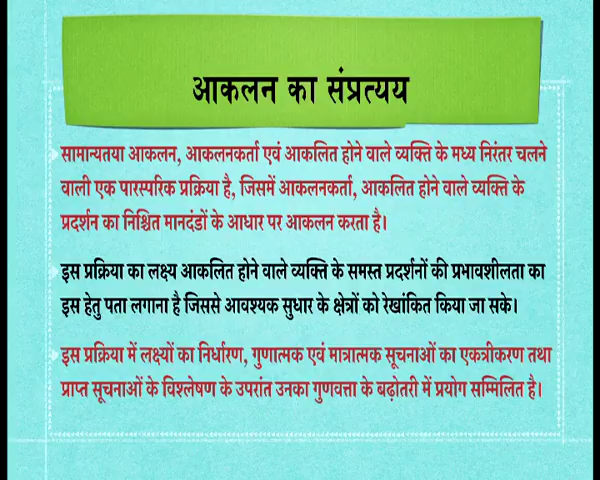 आकलन का संप्रत्यय
सामान्यतया आकलन, आकलनकर्ता एवं आकलित होने वाले व्यक्ति के मध्य निरंतर चलने
वाली एक पारस्परिक प्रक्रिया है, जिसमें आकलनकर्ता, आकलित होने वाले व्यक्ति के
प्रदर्शन का निश्चित मानदंडों के आधार पर आकलन करता है।
इस प्रक्रिया का लक्ष्य आकलित होने वाले व्यक्ति के समस्त प्रदर्शनों की प्रभावशीलता का
इस हेतु पता लगाना है जिससे आवश्यक सुधार के क्षेत्रों को रेखांकित किया जा सके।
इस प्रक्रिया में लक्ष्यों का निर्धारण, गुणात्मक एवं मात्रात्मक सूचनाओं का एकत्रीकरण तथा
प्राप्त सूचनाओं के विश्लेषण के उपरांत उनका गुणवत्ता के बढ़ोतरी में प्रयोग सम्मिलित है।